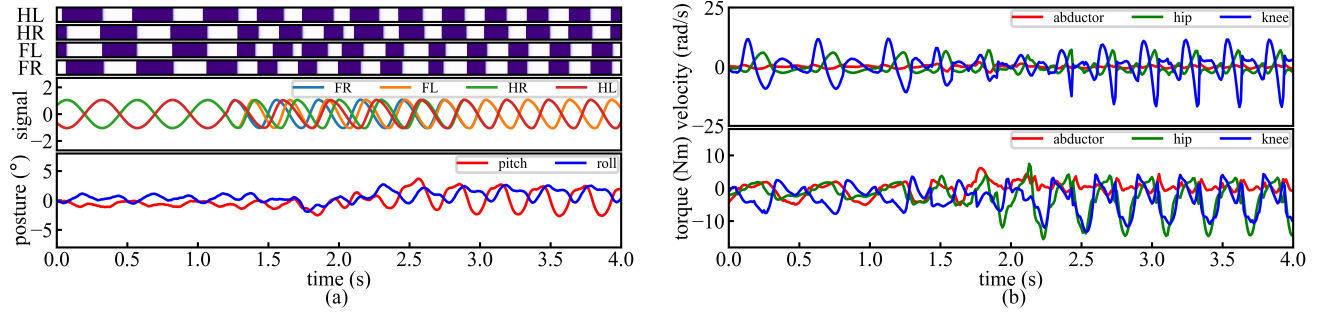 HL
HR
FL
FR
signal
2
0
−2
FR FL HR HL
posture (°)
5
0
−5
pitch roll
0.0 0.5 1.0 1.5 2.0 2.5 3.0 3.5 4.0
time (s)
(a)
velocity (rad/s)
25
0
−25
abductor hip knee
torque (Nm)
10
0
−10
abductor hip knee
0.0 0.5 1.0 1.5 2.0 2.5 3.0 3.5 4.0
time (s)
(b)